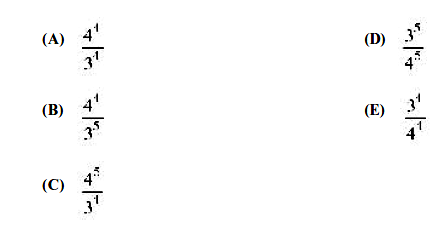 (A) 4⁴/3⁴ (D) 3⁵/4⁵
(B) 4⁴/3⁵ (E) 3⁴/4⁴
(C) 4⁵/3⁴